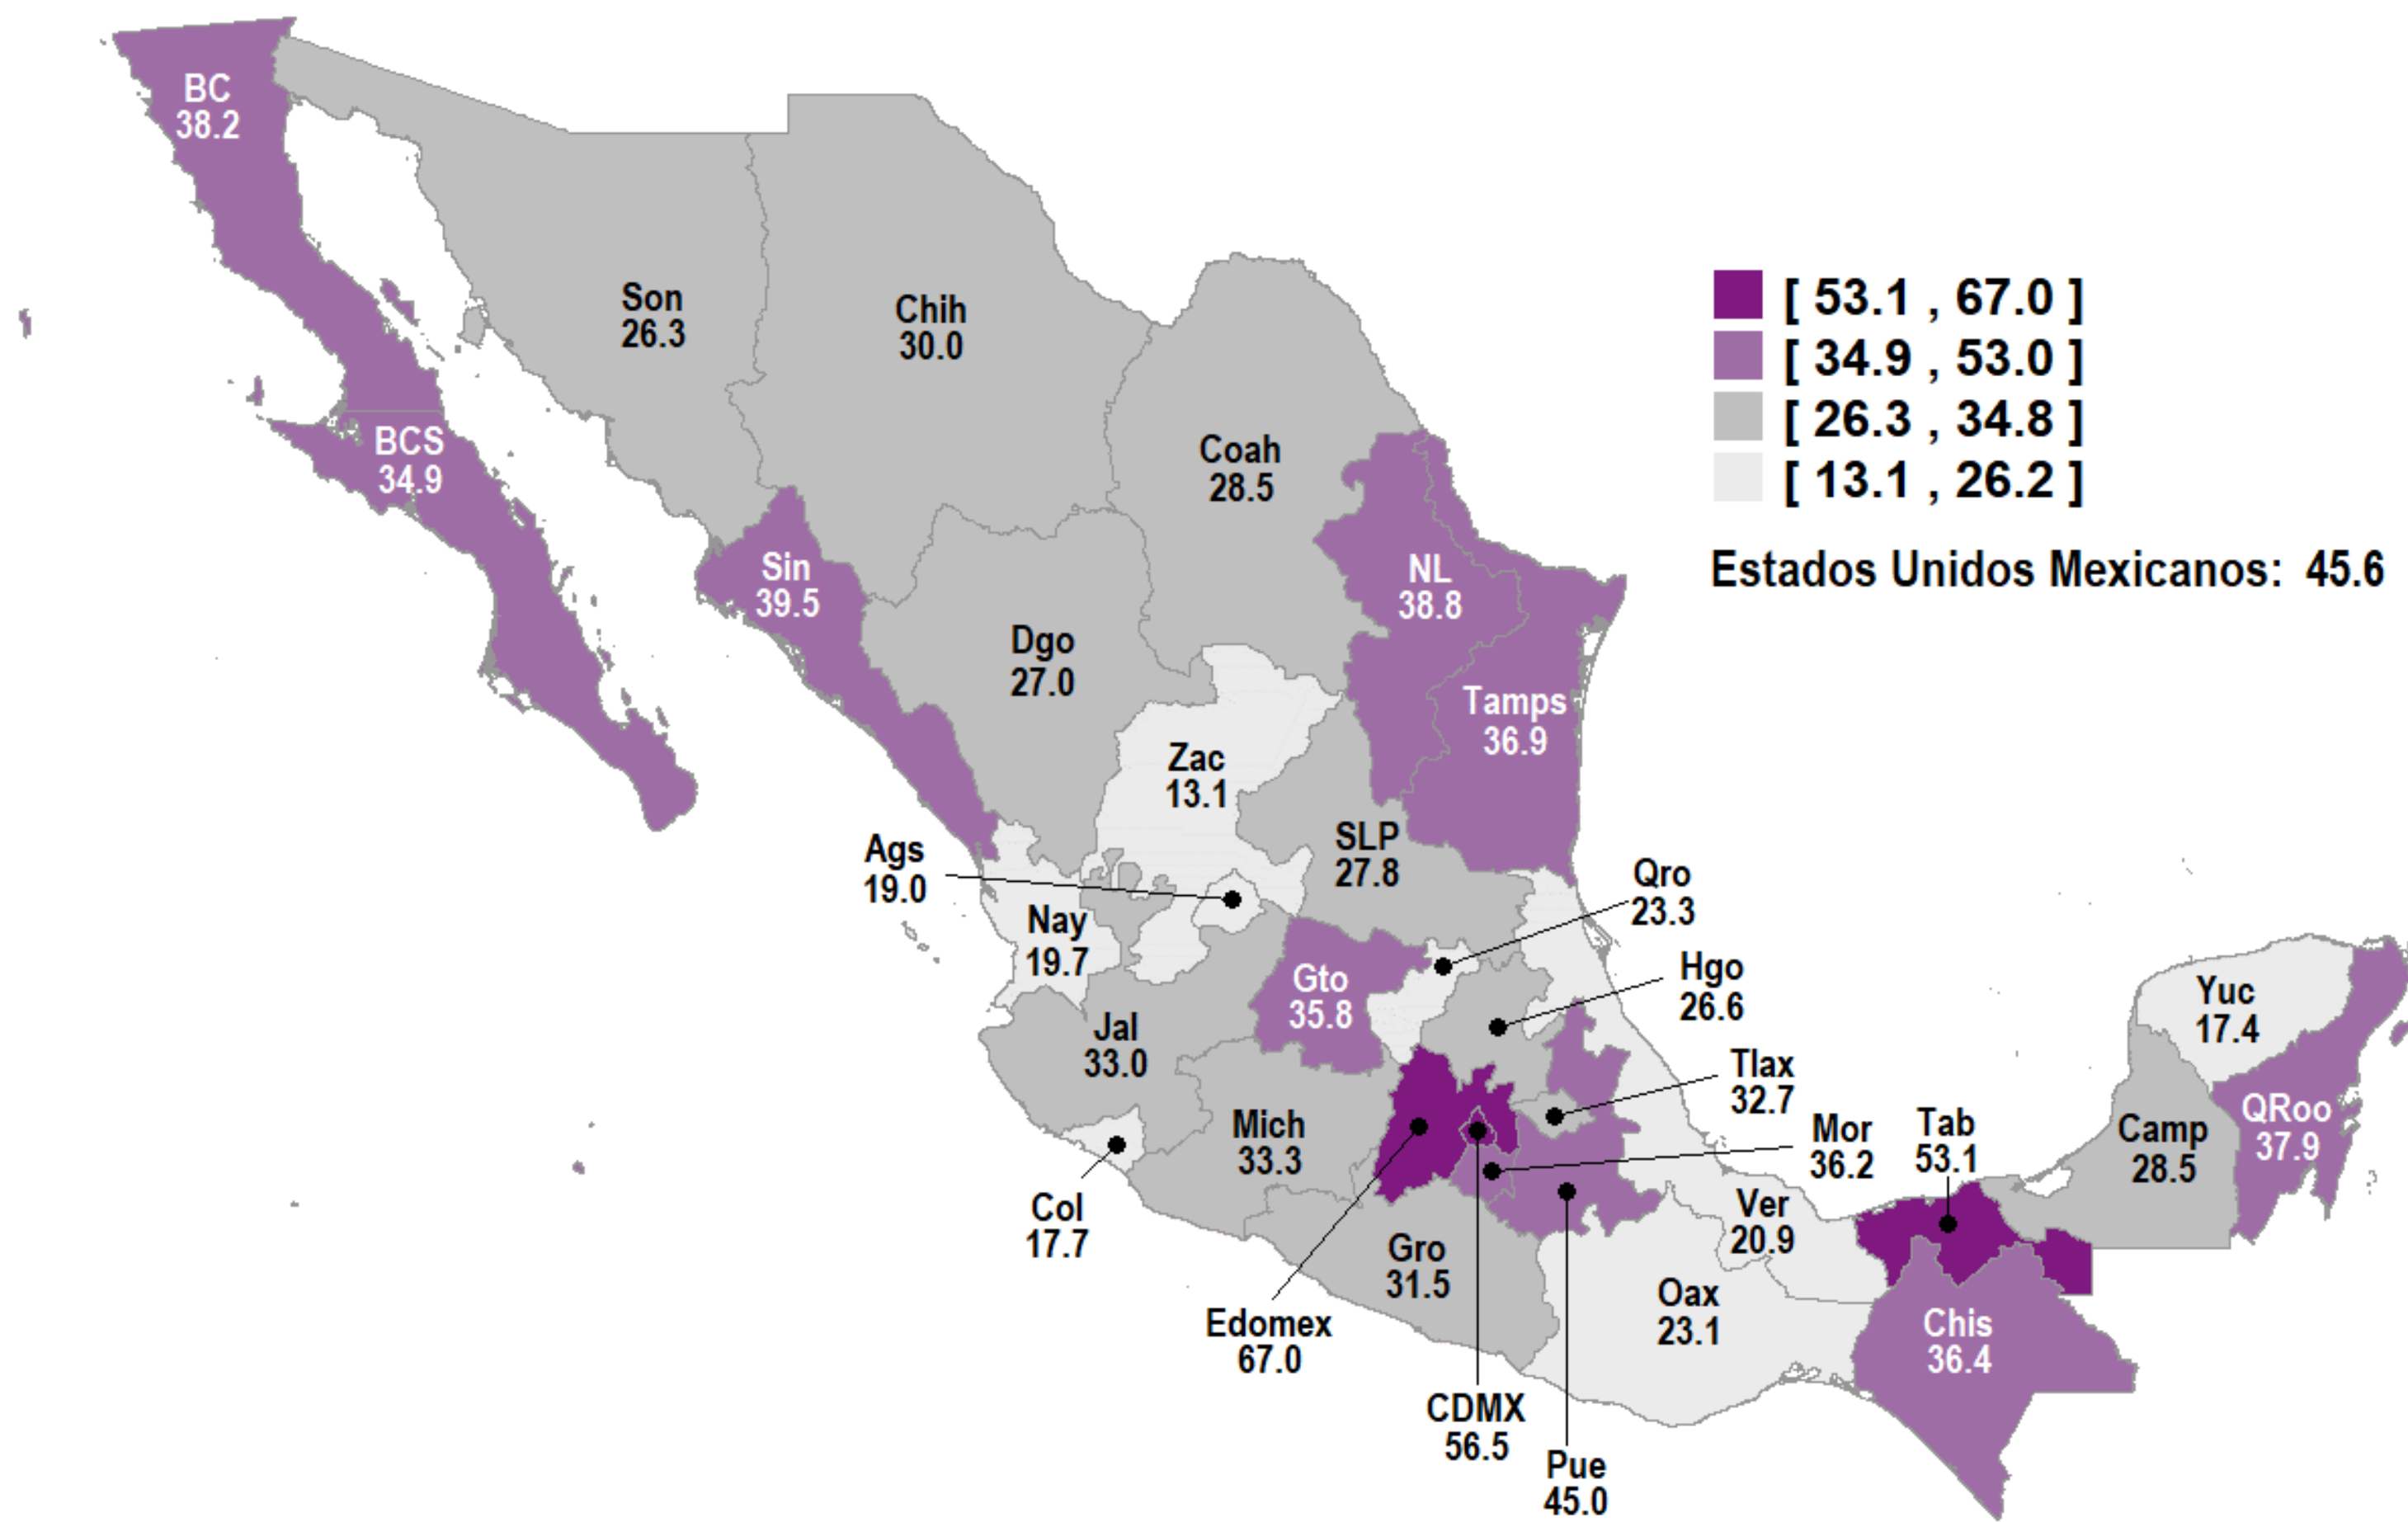 BC
38.2
BCS
34.9
Son
26.3
Chih
30.0
Coah
28.5
Sin
39.5
Dgo
27.0
NL
38.8
Tamps
36.9
Zac
13.1
SLP
27.8
Ags
19.0
Nay
19.7
Jal
33.0
Col
17.7
Mich
33.3
Gto
35.8
Qro
23.3
Hgo
26.6
Tlax
32.7
Mor
36.2
Edomex
67.0
CDMX
56.5
Pue
45.0
Gro
31.5
Oax
23.1
Ver
20.9
Tab
53.1
Chis
36.4
Camp
28.5
Yuc
17.4
QRoo
37.9
[ 53.1 , 67.0 ]
[ 34.9 , 53.0 ]
[ 26.3 , 34.8 ]
[ 13.1 , 26.2 ]
Estados Unidos Mexicanos: 45.6